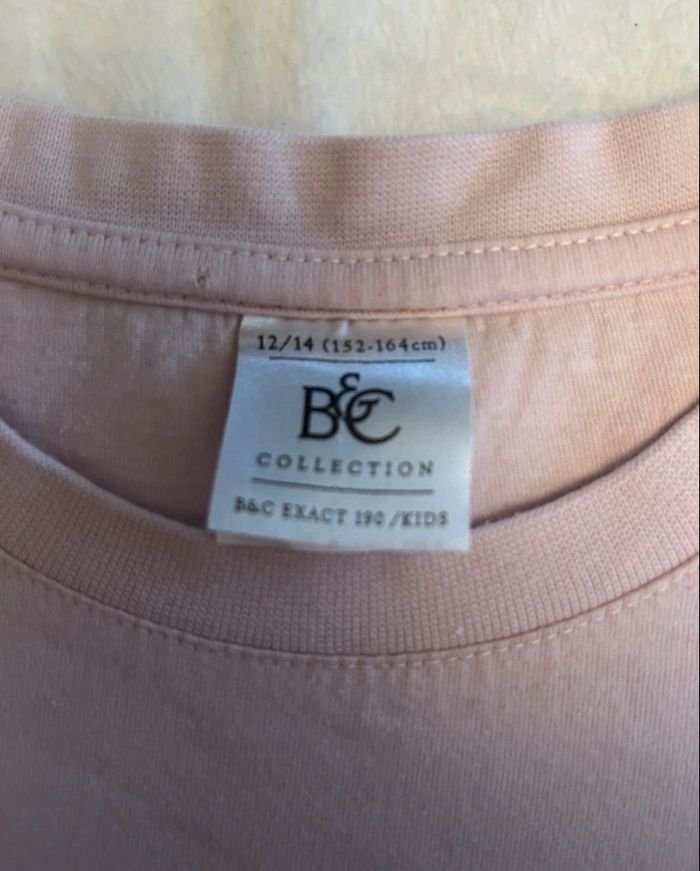 12/14 (152-164cm)
B&C
COLLECTION
B&C EXACT 190 /KIDS